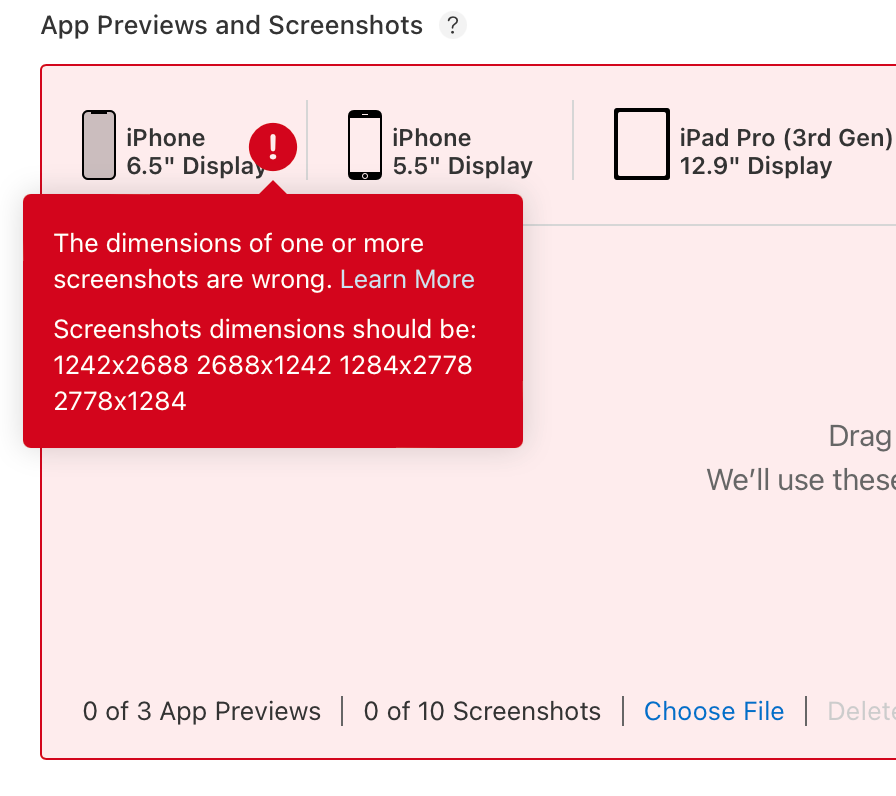 App Previews and Screenshots ?
iPhone
6.5" Display
iPhone
5.5" Display
iPad Pro (3rd Gen)
12.9" Display
The dimensions of one or more
screenshots are wrong. Learn More
Screenshots dimensions should be:
1242x2688 2688x1242 1284x2778
2778x1284
Drag
We’ll use these
0 of 3 App Previews | 0 of 10 Screenshots | Choose File | Delete